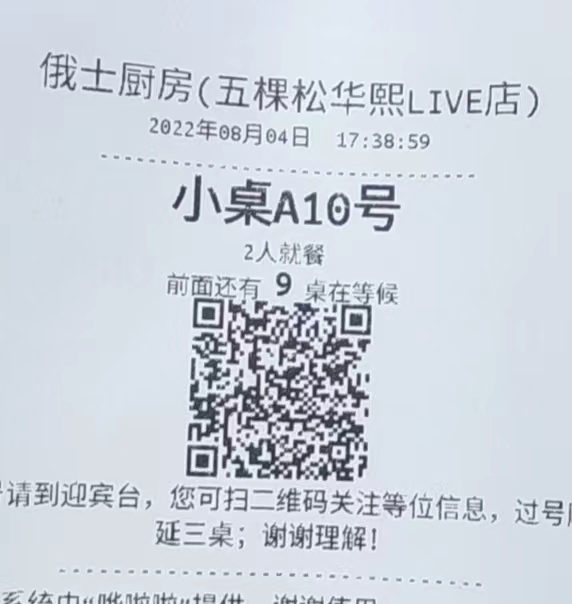 俄士厨房(五棵松华熙LIVE店)
2022年08月04日 17:38:59
小桌A10号
2人就餐
前面还有 9 桌在等候
请到迎宾台，您可扫二维码关注等位信息，过号
延三桌；谢谢理解!